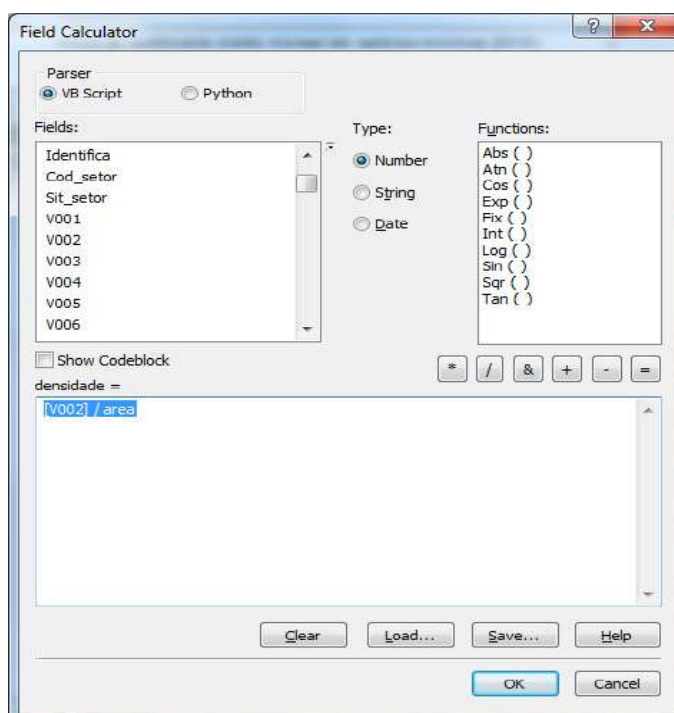 Field Calculator
Parser
VB Script
Python
Fields:
Type:
Functions:
Identifica
Cod_setor
Sit_setor
V001
V002
V003
V004
V005
V006
Number
String
Date
Abs ( )
Atn ( )
Cos ( )
Exp ( )
Fix ( )
Int ( )
Log ( )
Sin ( )
Sqr ( )
Tan ( )
Show Codeblock
* / & + - =
densidade =
[V002] / area
Clear
Load...
Save...
Help
OK
Cancel